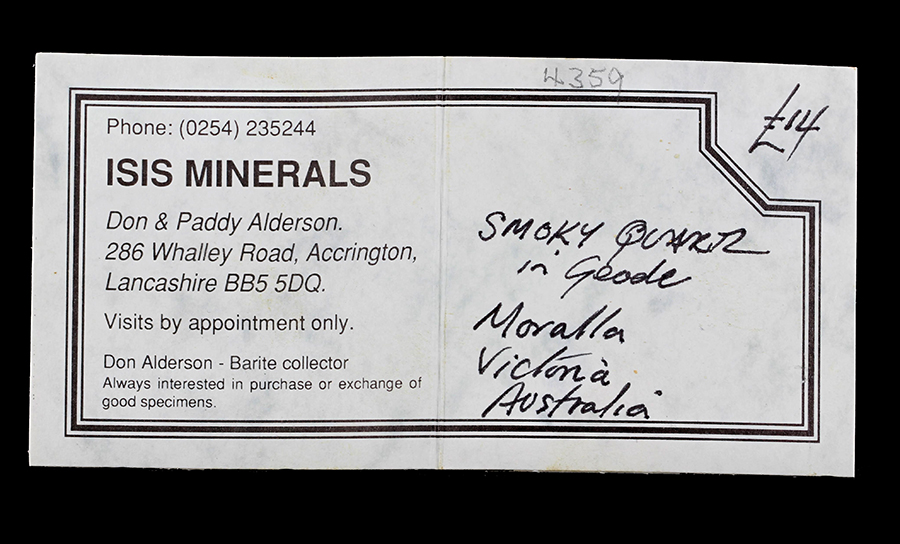 4359
£14
Phone: (0254) 235244
ISIS MINERALS
Don & Paddy Alderson.
286 Whalley Road, Accrington,
Lancashire BB5 5DQ.
Visits by appointment only.
Don Alderson - Barite collector
Always interested in purchase or exchange of
good specimens.
SMOKY QUARTZ
in Geode
Moralla
Victoria
Australia